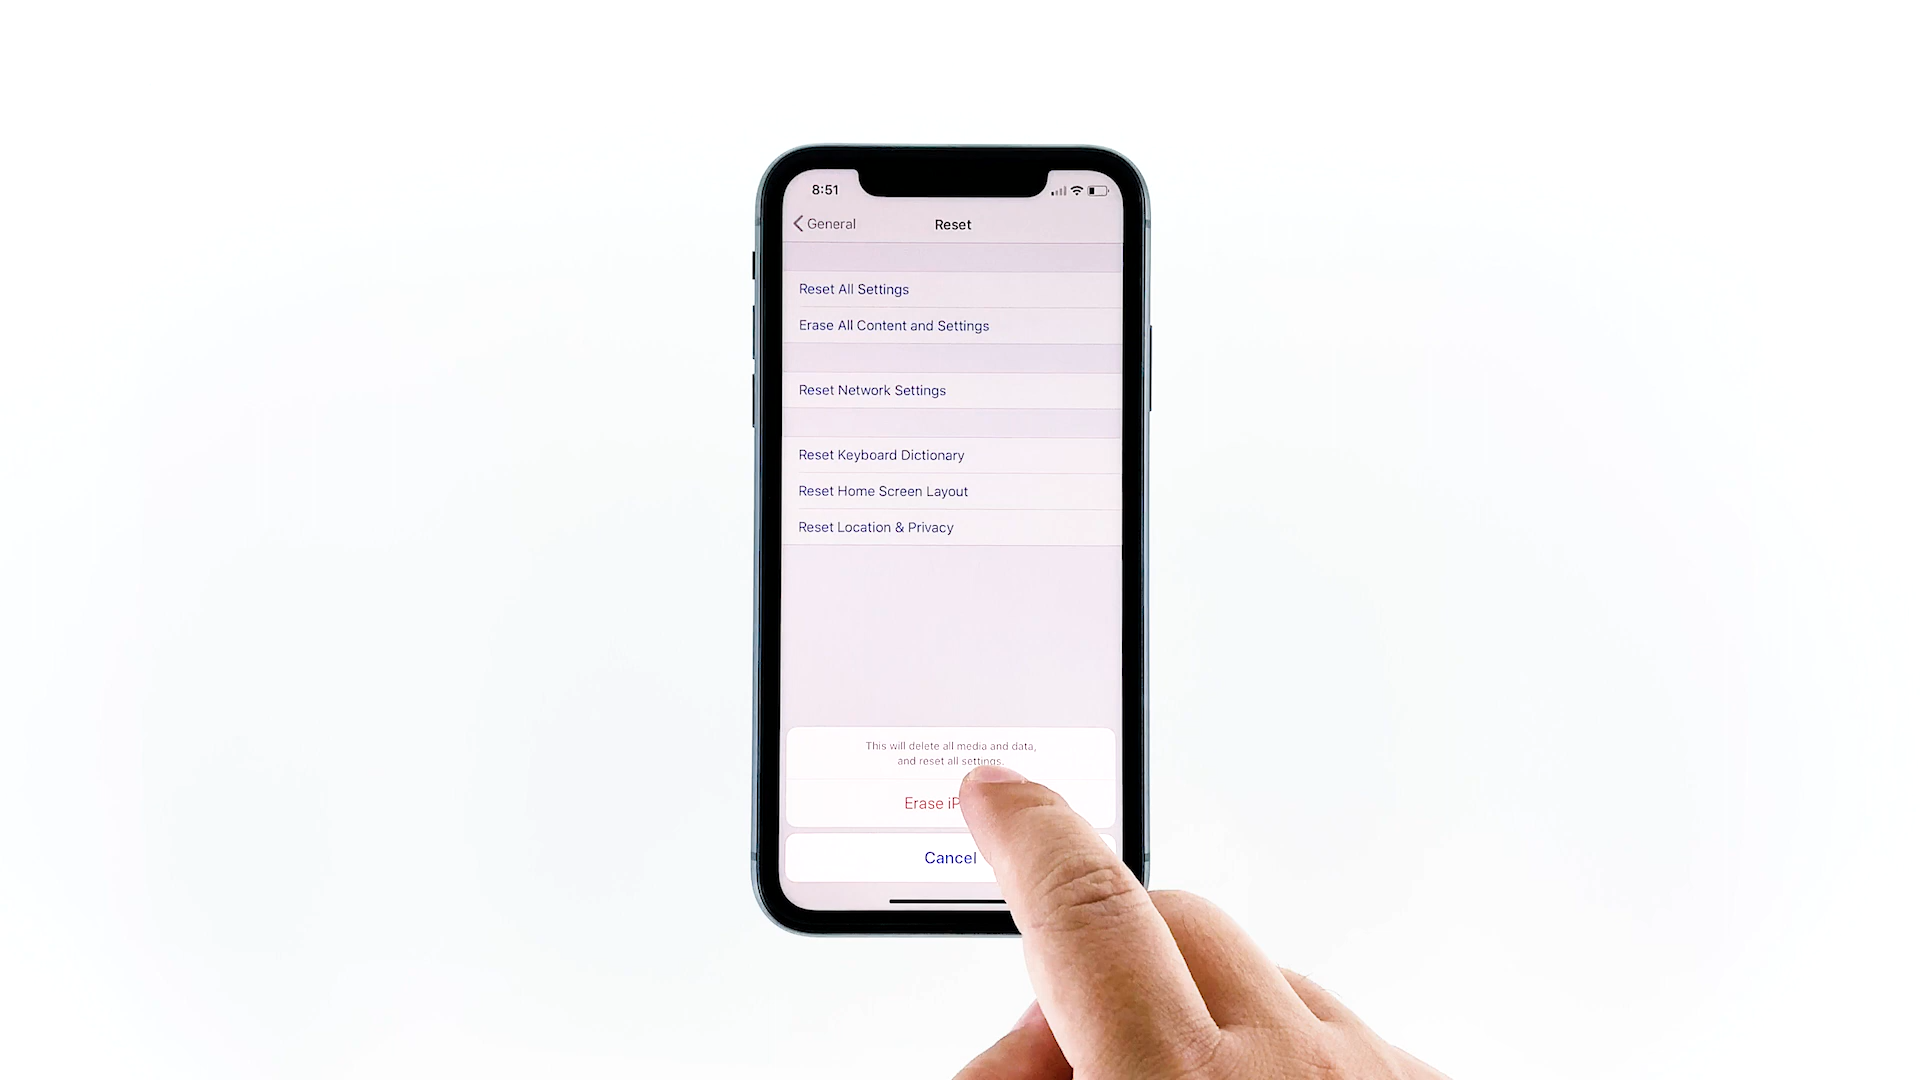 8:51
General
Reset
Reset All Settings
Erase All Content and Settings
Reset Network Settings
Reset Keyboard Dictionary
Reset Home Screen Layout
Reset Location & Privacy
This will delete all media and data,
and reset all settings.
Erase iP
Cancel